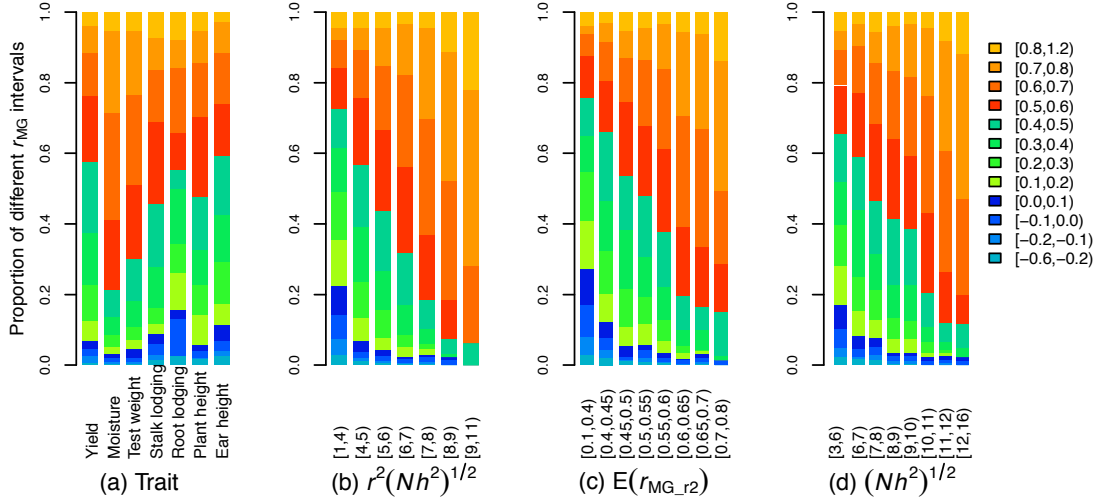 Proportion of different r_MG intervals
0.0 0.2 0.4 0.6 0.8 1.0
Yield
Moisture
Test weight
Stalk lodging
Root lodging
Plant height
Ear height
(a) Trait
0.0 0.2 0.4 0.6 0.8 1.0
[1,4)
[4,5)
[5,6)
[6,7)
[7,8)
[8,9)
[9,11)
(b) r²(Nh²)^1/2
0.0 0.2 0.4 0.6 0.8 1.0
[0.1,0.4)
[0.4,0.45)
[0.45,0.5)
[0.5,0.55)
[0.55,0.6)
[0.6,0.65)
[0.65,0.7)
[0.7,0.8)
(c) E(r_MG_r2)
0.0 0.2 0.4 0.6 0.8 1.0
[3,6)
[6,7)
[7,8)
[8,9)
[9,10)
[10,11)
[11,12)
[12,16)
(d) (Nh²)^1/2
[0.8,1.2)
[0.7,0.8)
[0.6,0.7)
[0.5,0.6)
[0.4,0.5)
[0.3,0.4)
[0.2,0.3)
[0.1,0.2)
[0.0,0.1)
[−0.1,0.0)
[−0.2,−0.1)
[−0.6,−0.2)